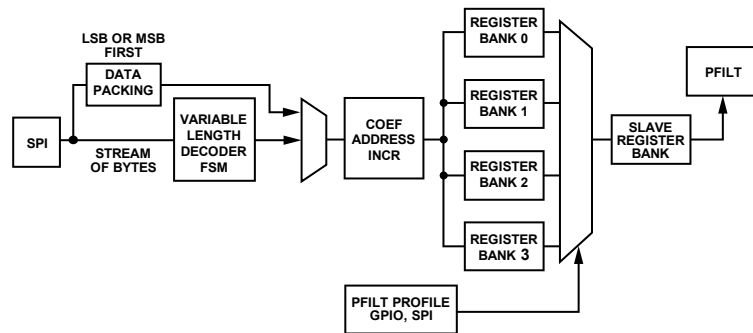 LSB OR MSB
FIRST
DATA
PACKING
SPI
STREAM
OF BYTES
VARIABLE
LENGTH
DECODER
FSM
COEF
ADDRESS
INCR
REGISTER
BANK 0
REGISTER
BANK 1
REGISTER
BANK 2
REGISTER
BANK 3
SLAVE
REGISTER
BANK
PFILT
PFILT PROFILE
GPIO, SPI